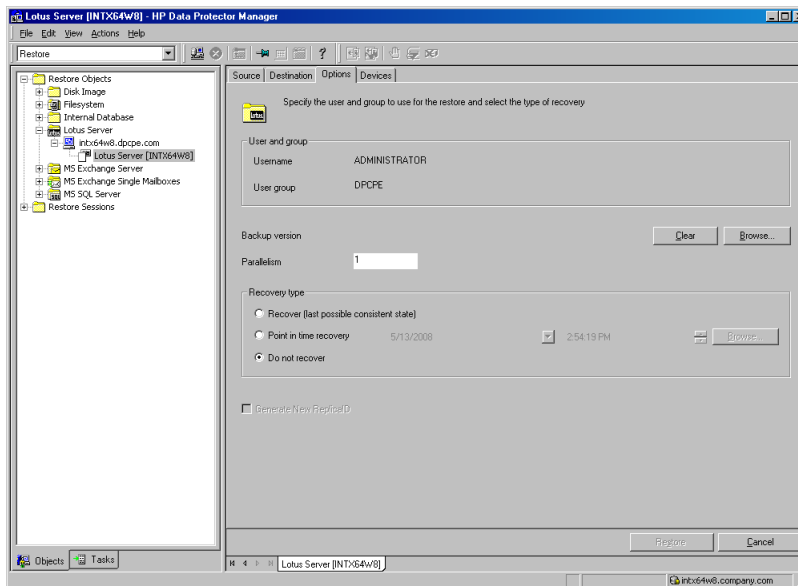 Lotus Server [INTX64W8] - HP Data Protector Manager
File Edit View Actions Help
Restore
Restore Objects
Disk Image
Filesystem
Internal Database
Lotus Server
intx64w8.dpcpe.com
Lotus Server [INTX64W8]
MS Exchange Server
MS Exchange Single Mailboxes
MS SQL Server
Restore Sessions
Objects Tasks
Source Destination Options Devices
Lotus
Specify the user and group to use for the restore and select the type of recovery
User and group
Username ADMINISTRATOR
User group DPCPE
Backup version Clear Browse...
Parallelism 1
Recovery type
Recover (last possible consistent state)
Point in time recovery 5/13/2008 2:54:19 PM Browse...
Do not recover
Generate New ReplicaID
Restore Cancel
Lotus Server [INTX64W8]
intx64w8.company.com